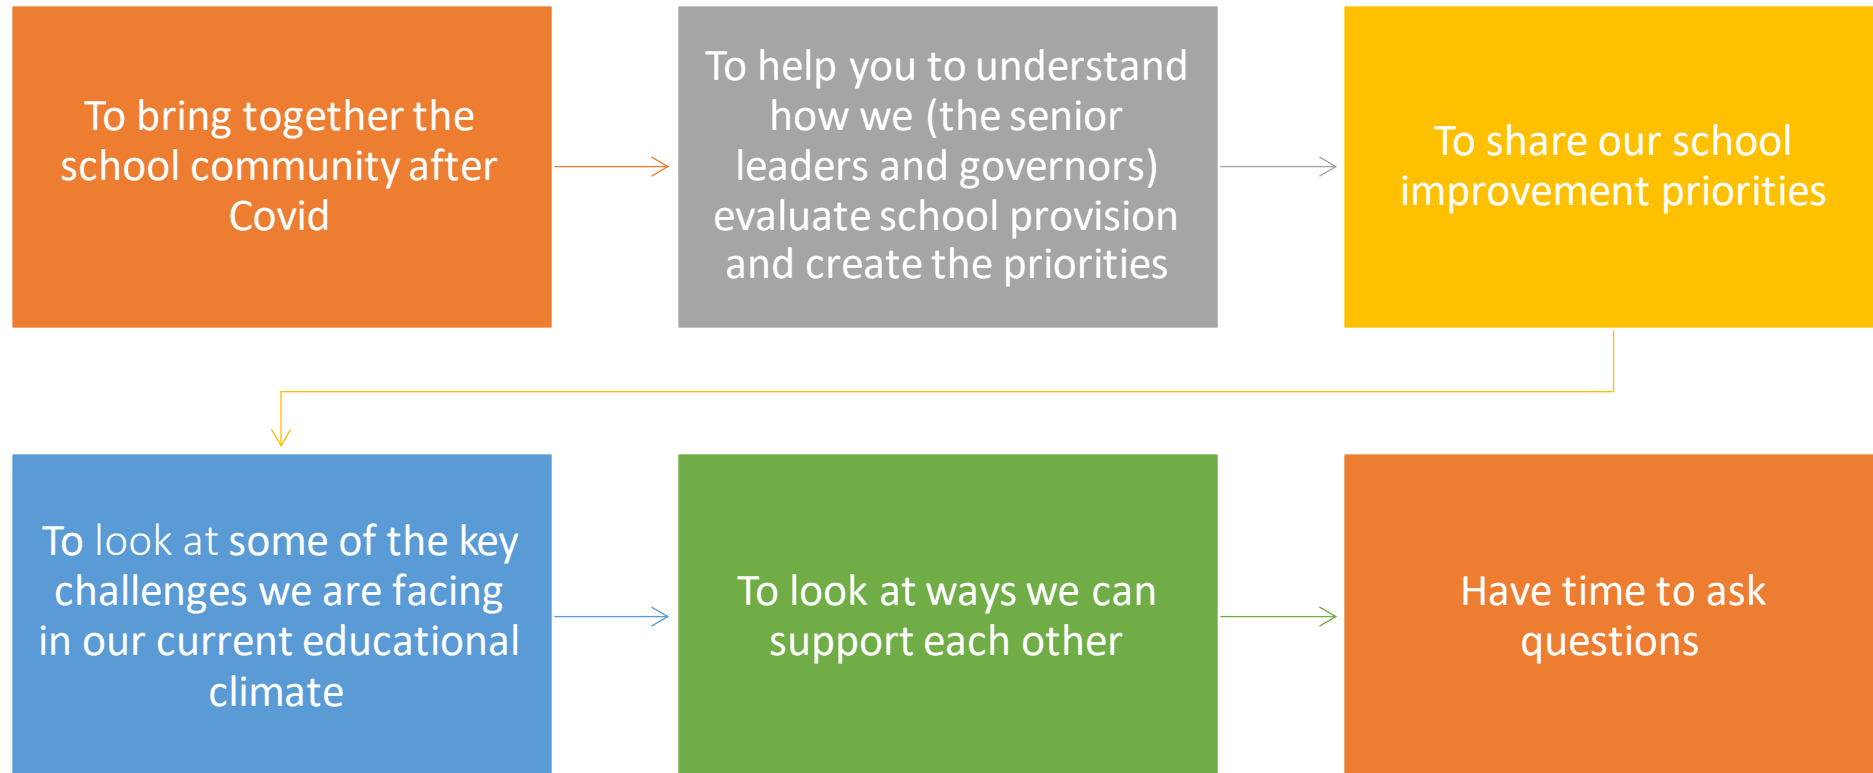 To bring together the
school community after
Covid
To help you to understand
how we (the senior
leaders and governors)
evaluate school provision
and create the priorities
To share our school
improvement priorities
To look at some of the key
challenges we are facing
in our current educational
climate
To look at ways we can
support each other
Have time to ask
questions